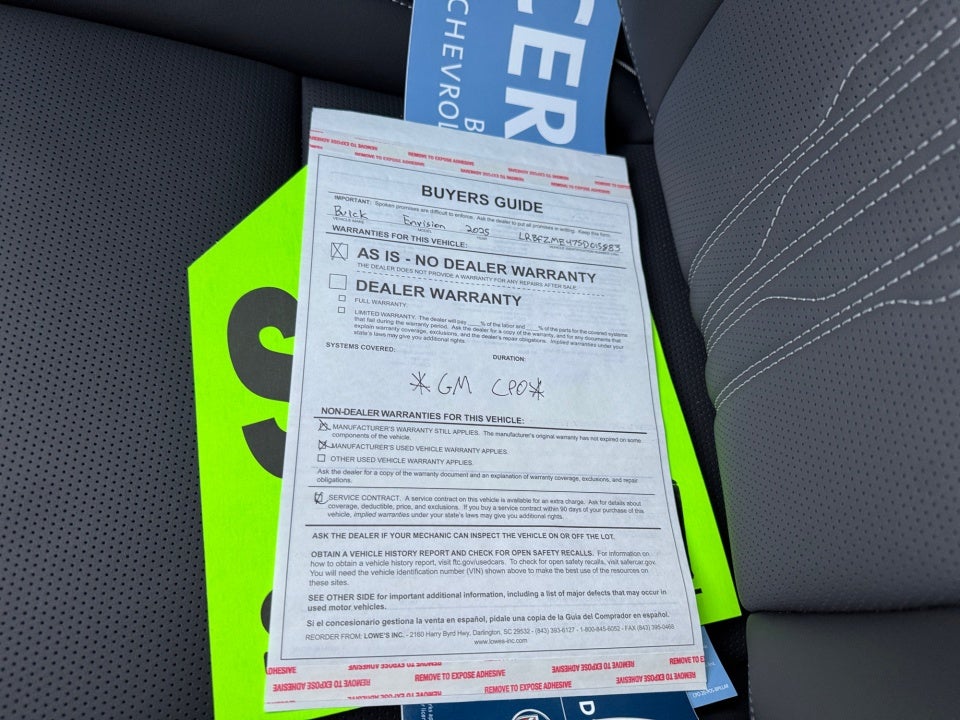 CER
CHEVROL
B
REMOVE TO EXPOSE ADHESIVE
BUYERS GUIDE
IMPORTANT: Spoken promises are difficult to enforce. Ask the dealer to put all promises in writing. Keep this form.
Buick Envision 2025 LRBFZME475D015883
VEHICLE MAKE MODEL YEAR VEHICLE IDENTIFICATION NUMBER (VIN)
WARRANTIES FOR THIS VEHICLE:
AS IS - NO DEALER WARRANTY
THE DEALER DOES NOT PROVIDE A WARRANTY FOR ANY REPAIRS AFTER SALE.
DEALER WARRANTY
FULL WARRANTY.
LIMITED WARRANTY. The dealer will pay ____% of the labor and ____% of the parts for the covered systems
that fail during the warranty period. Ask the dealer for a copy of the warranty, and for any documents that
explain warranty coverage, exclusions, and the dealer's repair obligations. Implied warranties under your
state's laws may give you additional rights.
SYSTEMS COVERED: DURATION:
*GM CPO*
NON-DEALER WARRANTIES FOR THIS VEHICLE:
MANUFACTURER'S WARRANTY STILL APPLIES. The manufacturer's original warranty has not expired on some
components of the vehicle.
MANUFACTURER'S USED VEHICLE WARRANTY APPLIES.
OTHER USED VEHICLE WARRANTY APPLIES.
Ask the dealer for a copy of the warranty document and an explanation of warranty coverage, exclusions, and repair
obligations.
SERVICE CONTRACT. A service contract on this vehicle is available for an extra charge. Ask for details about
coverage, deductible, price, and exclusions. If you buy a service contract within 90 days of your purchase of this
vehicle, implied warranties under your state's laws may give you additional rights.
ASK THE DEALER IF YOUR MECHANIC CAN INSPECT THE VEHICLE ON OR OFF THE LOT.
OBTAIN A VEHICLE HISTORY REPORT AND CHECK FOR OPEN SAFETY RECALLS. For information on
how to obtain a vehicle history report, visit ftc.gov/usedcars. To check for open safety recalls, visit safercar.gov.
You will need the vehicle identification number (VIN) shown above to make the best use of the resources on
these sites.
SEE OTHER SIDE for important additional information, including a list of major defects that may occur in
used motor vehicles.
Si el concesionario gestiona la venta en español, pídale una copia de la Guía del Comprador en español.
REORDER FROM: LOWE'S INC. - 2160 Harry Byrd Hwy, Darlington, SC 29532 - (843) 393-6127 - 1-800-845-6052 - FAX (843) 395-0468
www.lowes-inc.com
REMOVE TO EXPOSE ADHESIVE
S
D